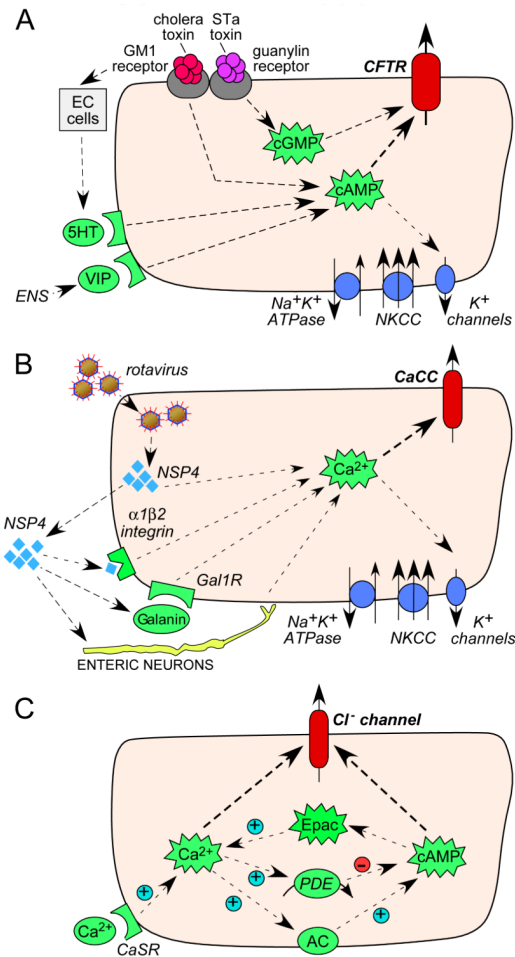 A
cholera
toxin
STa
toxin
GM1
receptor
guanylin
receptor
CFTR
EC
cells
cGMP
cAMP
5HT
VIP
ENS
Na+K+
ATPase
NKCC
K+
channels
B
rotavirus
CaCC
NSP4
Ca2+
NSP4
α1β2
integrin
Gal1R
Galanin
ENTERIC NEURONS
Na+K+
ATPase
NKCC
K+
channels
C
Cl- channel
+
Epac
Ca2+
cAMP
+
-
PDE
+
+
+
Ca2+
CaSR
AC